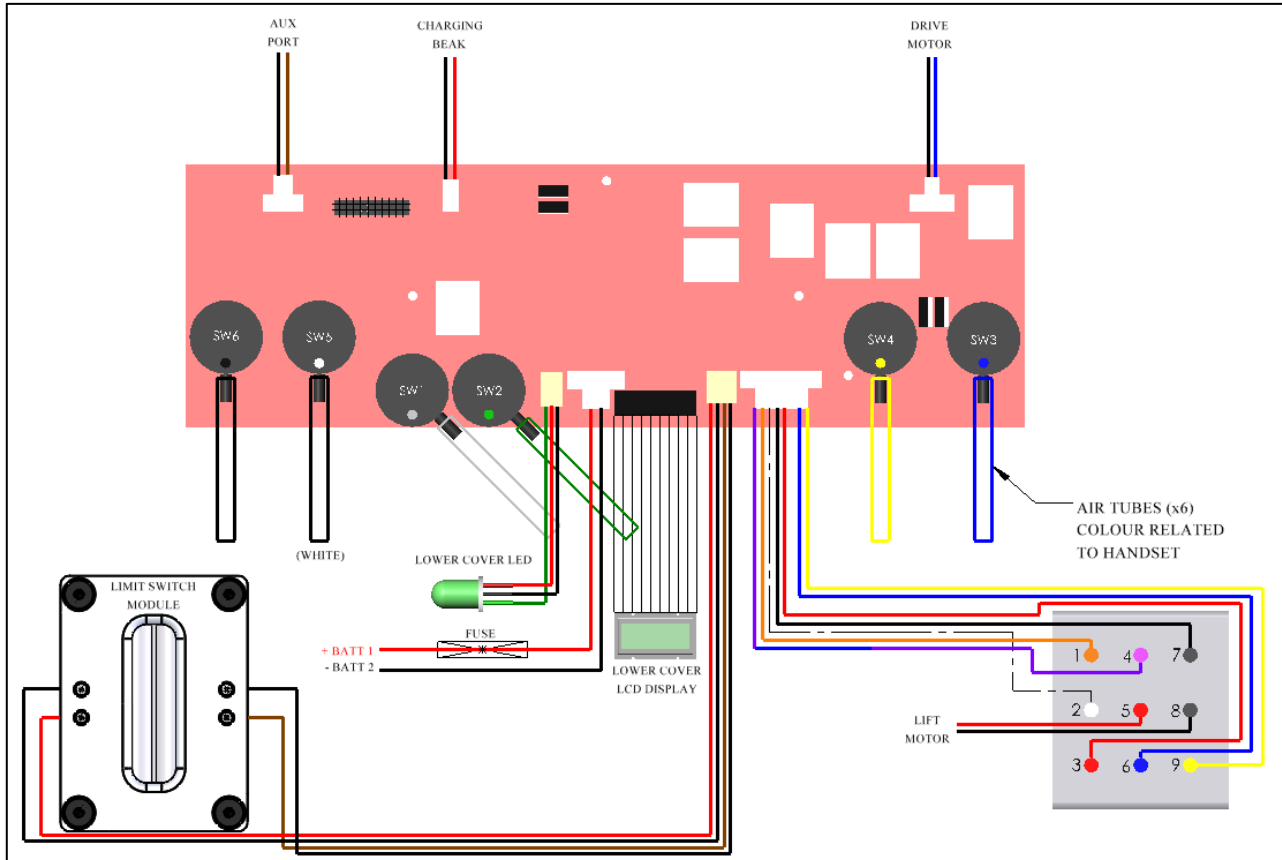 AUX
PORT
CHARGING
BEAK
DRIVE
MOTOR
SW6
SW5
SW1
SW2
SW4
SW3
AIR TUBES (x6)
COLOUR RELATED
TO HANDSET
(WHITE)
LOWER COVER LED
LIMIT SWITCH
MODULE
FUSE
+ BATT 1
- BATT 2
LOWER COVER
LCD DISPLAY
1
4
7
2
5
8
LIFT
MOTOR
3
6
9